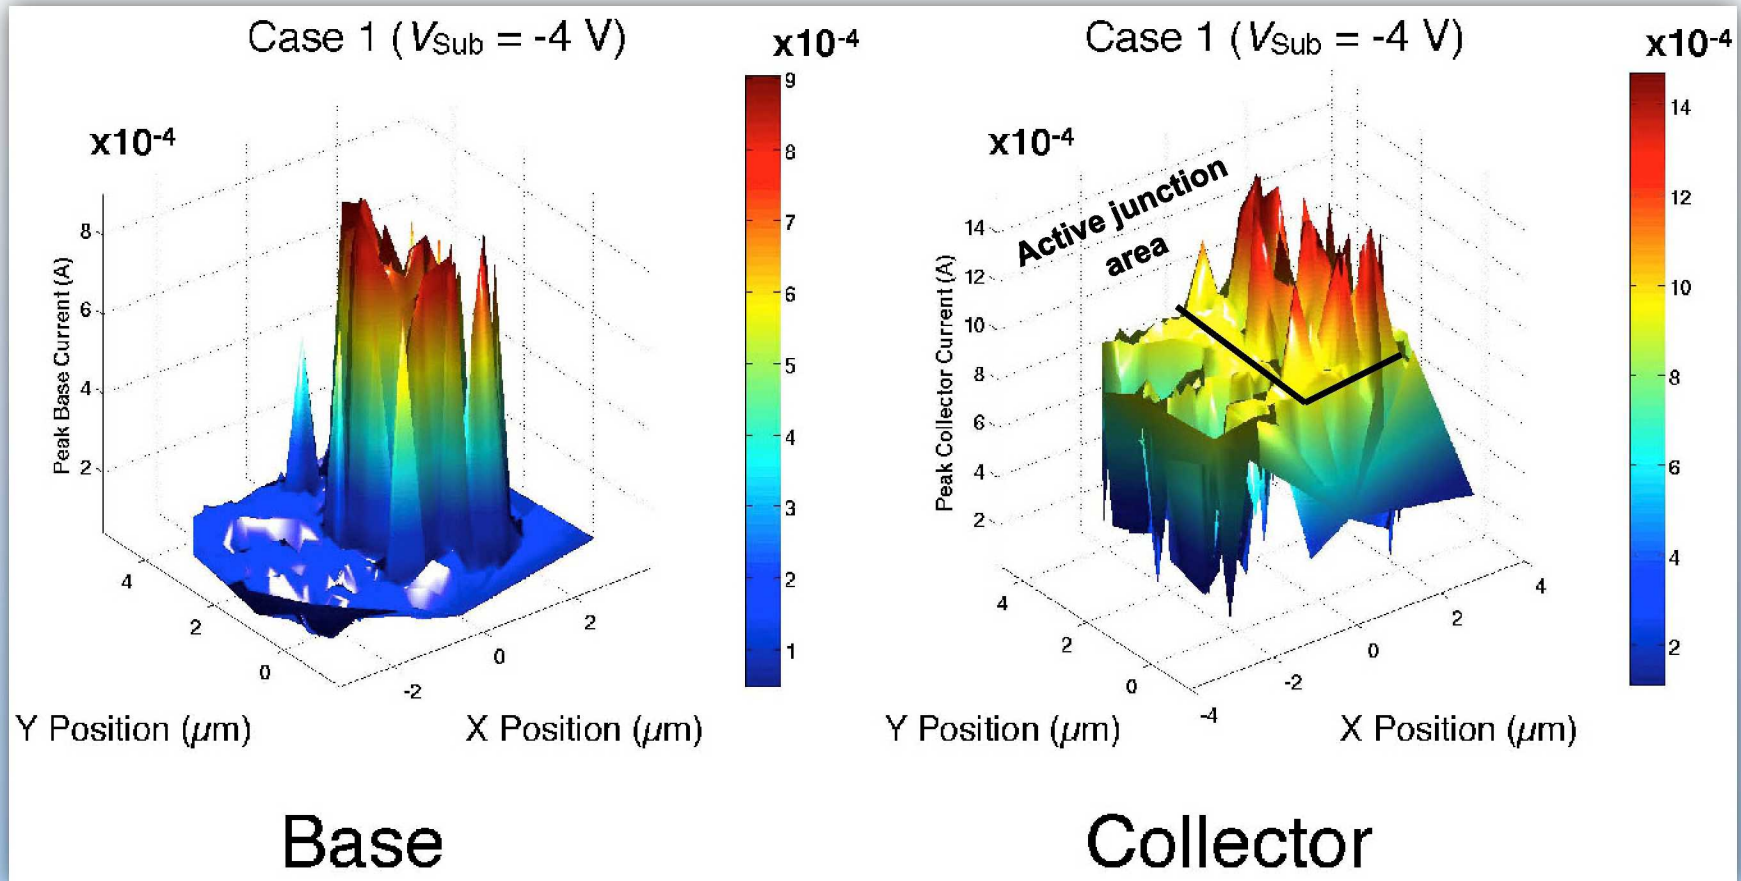 Case 1 (VSub = -4 V)
x10-4
x10-4
9
8
7
6
5
4
3
2
1
Peak Base Current (A)
8
6
4
2
4
2
0
-2
0
2
Y Position (µm)
X Position (µm)
Base
Case 1 (VSub = -4 V)
x10-4
x10-4
14
12
10
8
6
4
2
Active junction
area
Peak Collector Current (A)
14
12
10
8
6
4
2
4
2
0
-4
-2
0
2
4
Y Position (µm)
X Position (µm)
Collector